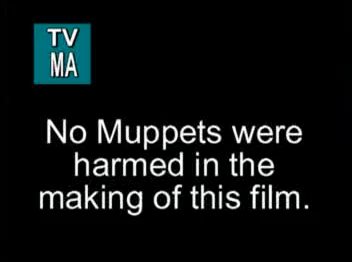 TV
MA
No Muppets were
harmed in the
making of this film.